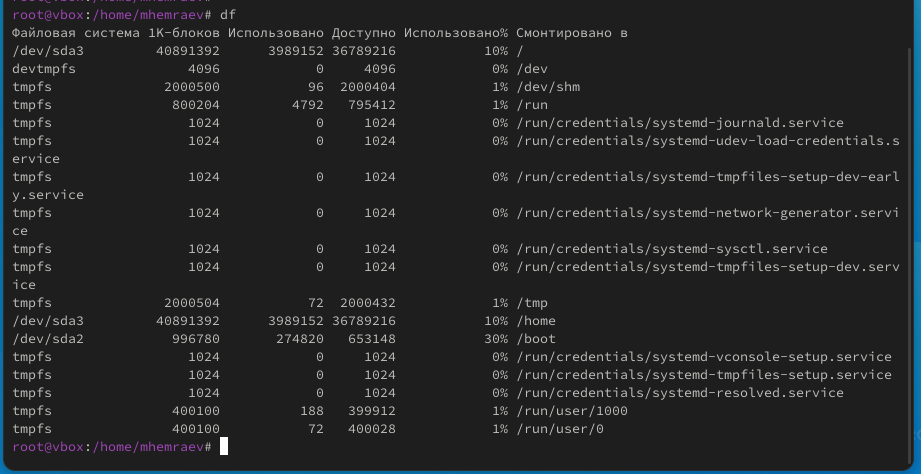 root@vbox:/home/mhemraev# df
Файловая система 1K-блоков Использовано Доступно Использовано% Смонтировано в
/dev/sda3         40891392      3989152 36789216           10% /
devtmpfs              4096            0     4096            0% /dev
tmpfs              2000500           96  2000404            1% /dev/shm
tmpfs               800204         4792   795412            1% /run
tmpfs                 1024            0     1024            0% /run/credentials/systemd-journald.service
tmpfs                 1024            0     1024            0% /run/credentials/systemd-udev-load-credentials.s
ervice
tmpfs                 1024            0     1024            0% /run/credentials/systemd-tmpfiles-setup-dev-earl
y.service
tmpfs                 1024            0     1024            0% /run/credentials/systemd-network-generator.servi
ce
tmpfs                 1024            0     1024            0% /run/credentials/systemd-sysctl.service
tmpfs                 1024            0     1024            0% /run/credentials/systemd-tmpfiles-setup-dev.serv
ice
tmpfs              2000504           72  2000432            1% /tmp
/dev/sda3         40891392      3989152 36789216           10% /home
/dev/sda2           996780       274820   653148           30% /boot
tmpfs                 1024            0     1024            0% /run/credentials/systemd-vconsole-setup.service
tmpfs                 1024            0     1024            0% /run/credentials/systemd-tmpfiles-setup.service
tmpfs                 1024            0     1024            0% /run/credentials/systemd-resolved.service
tmpfs               400100          188   399912            1% /run/user/1000
tmpfs               400100           72   400028            1% /run/user/0
root@vbox:/home/mhemraev#